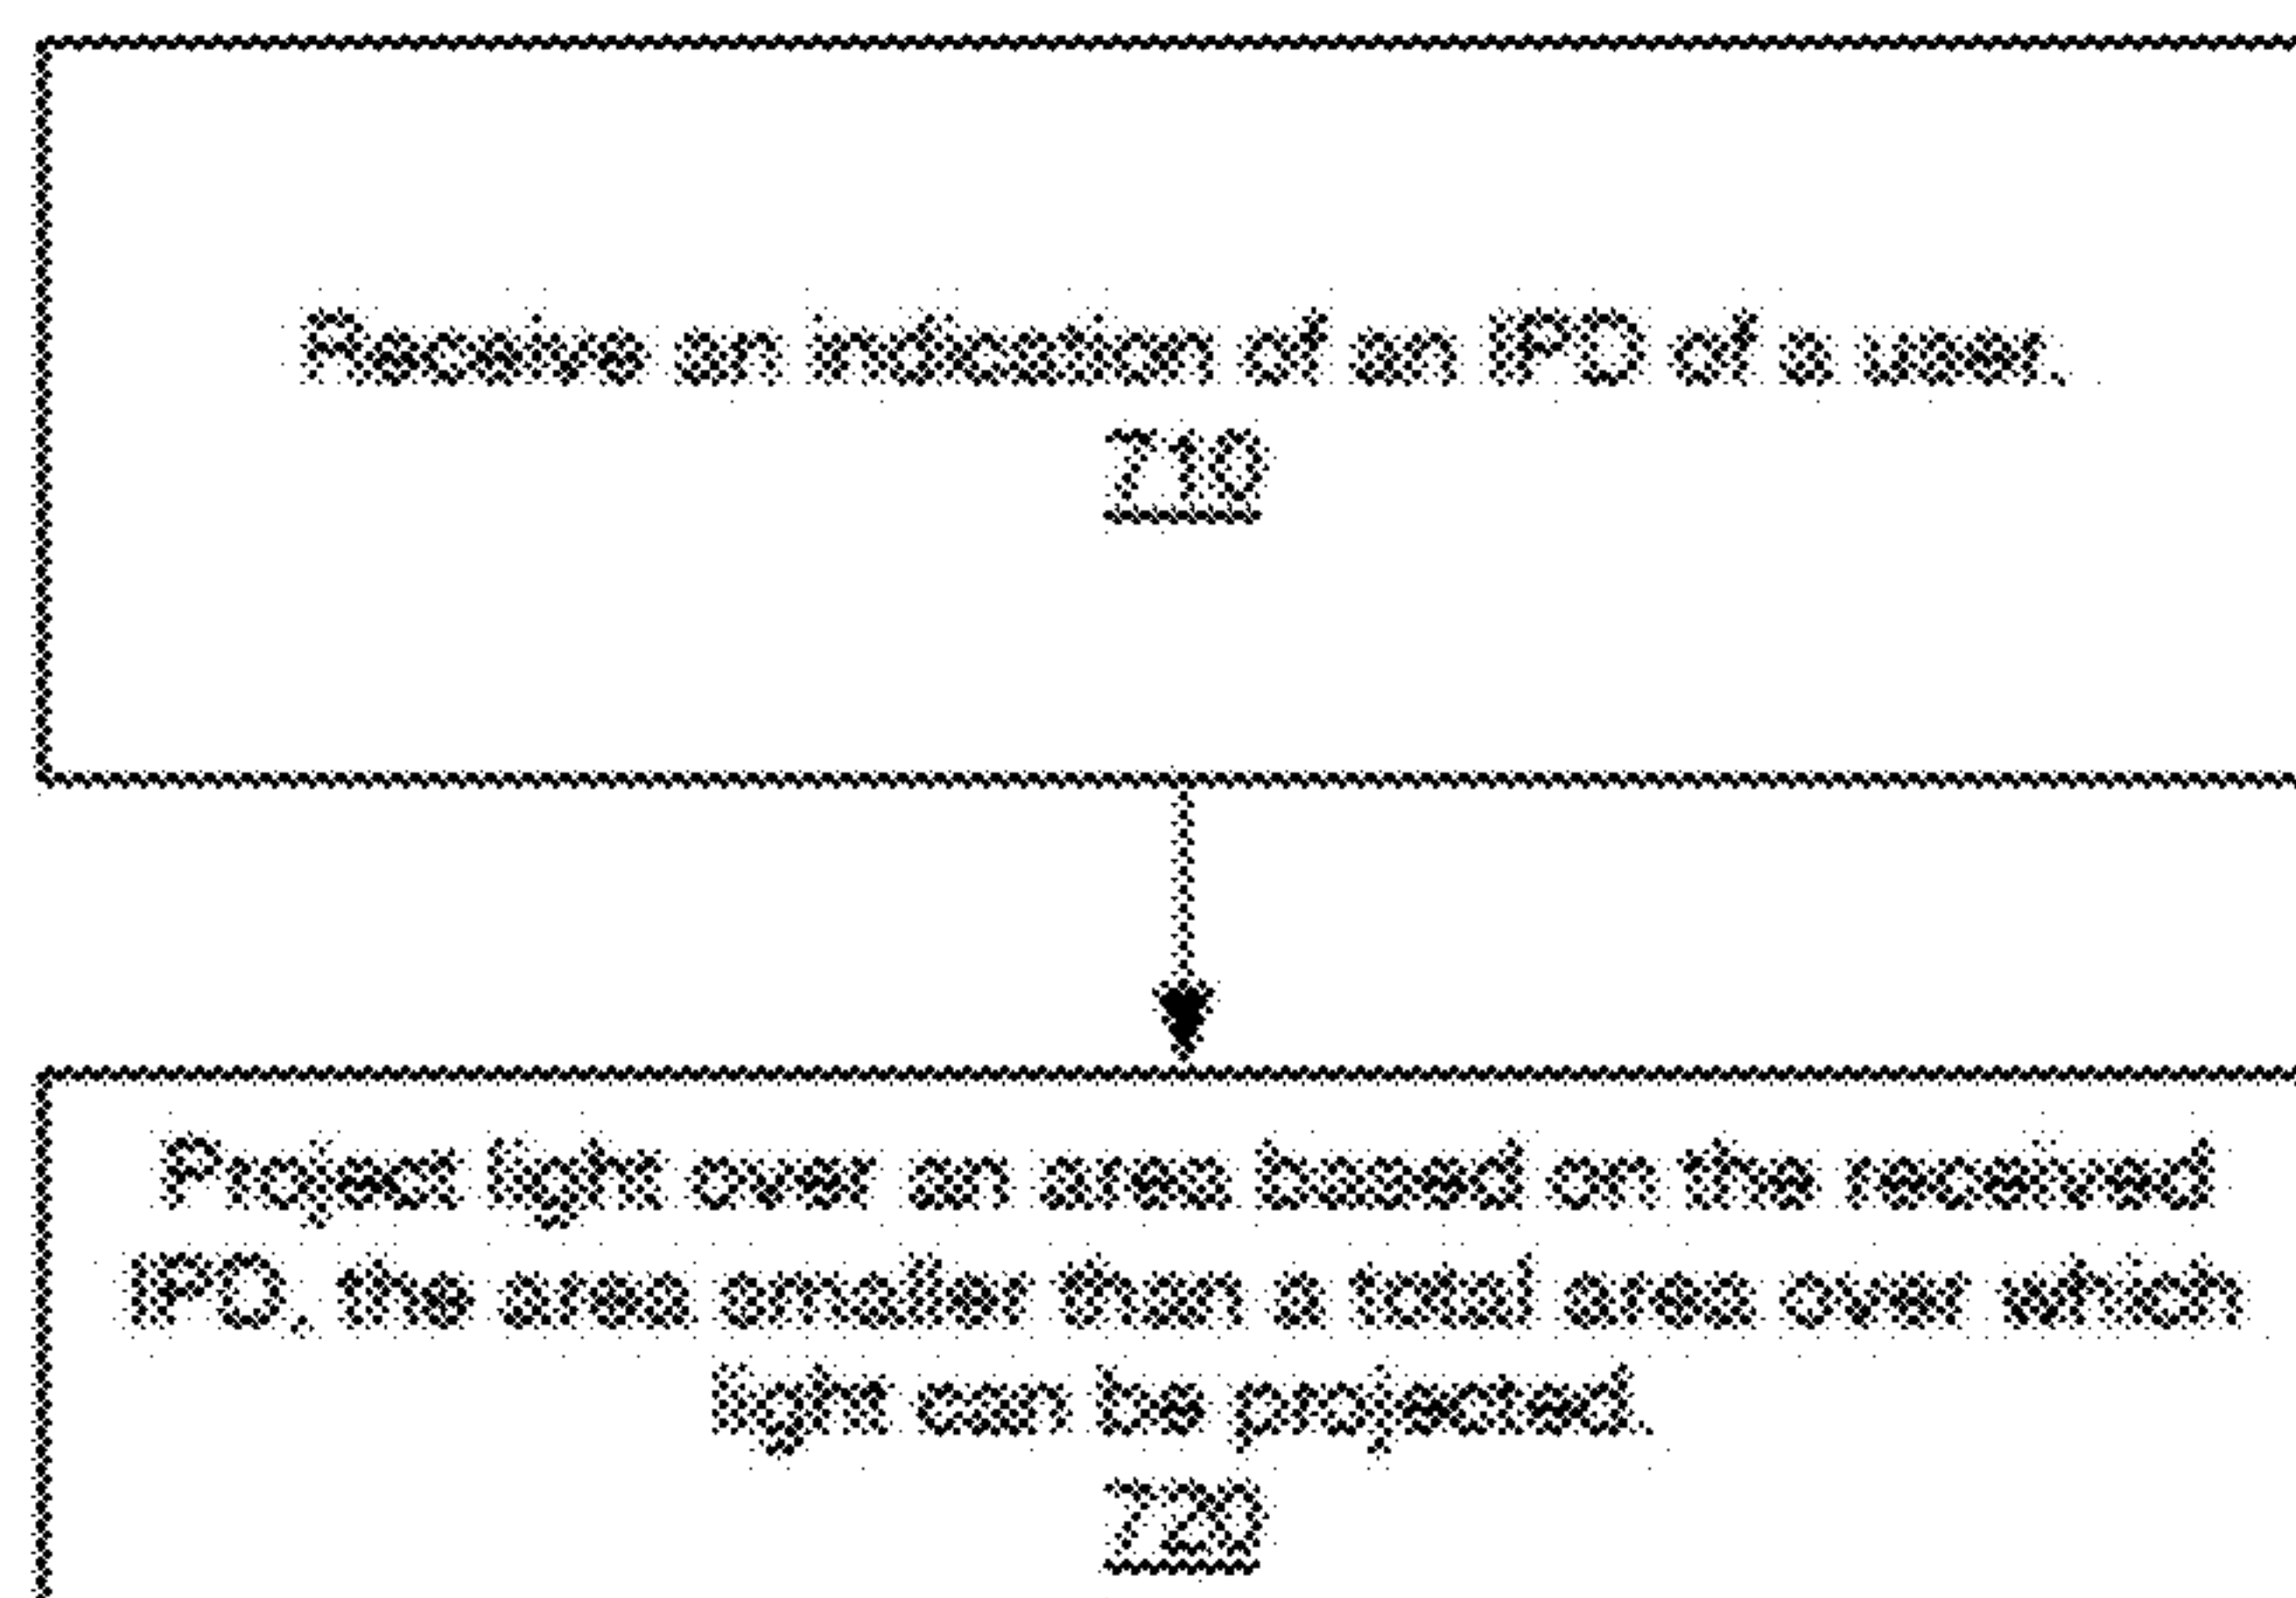 Receive an indication of an IPD of a user.
710
Project light over an area based on the received
IPD, the area smaller than a total area over which
light can be projected.
720